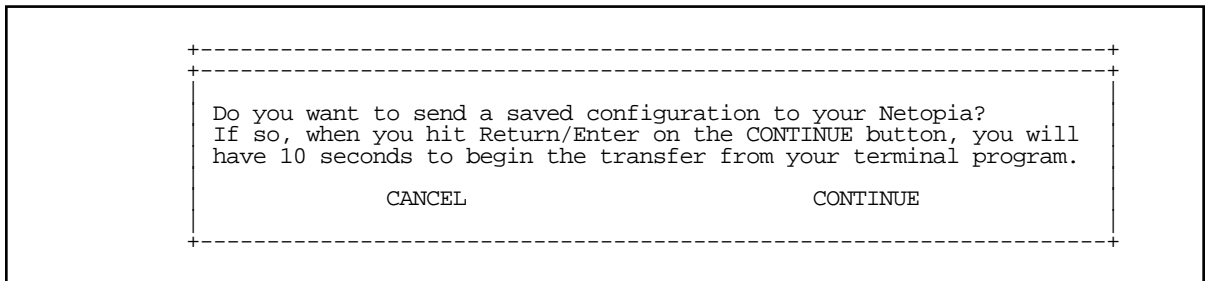 Do you want to send a saved configuration to your Netopia?
If so, when you hit Return/Enter on the CONTINUE button, you will
have 10 seconds to begin the transfer from your terminal program.
CANCEL CONTINUE